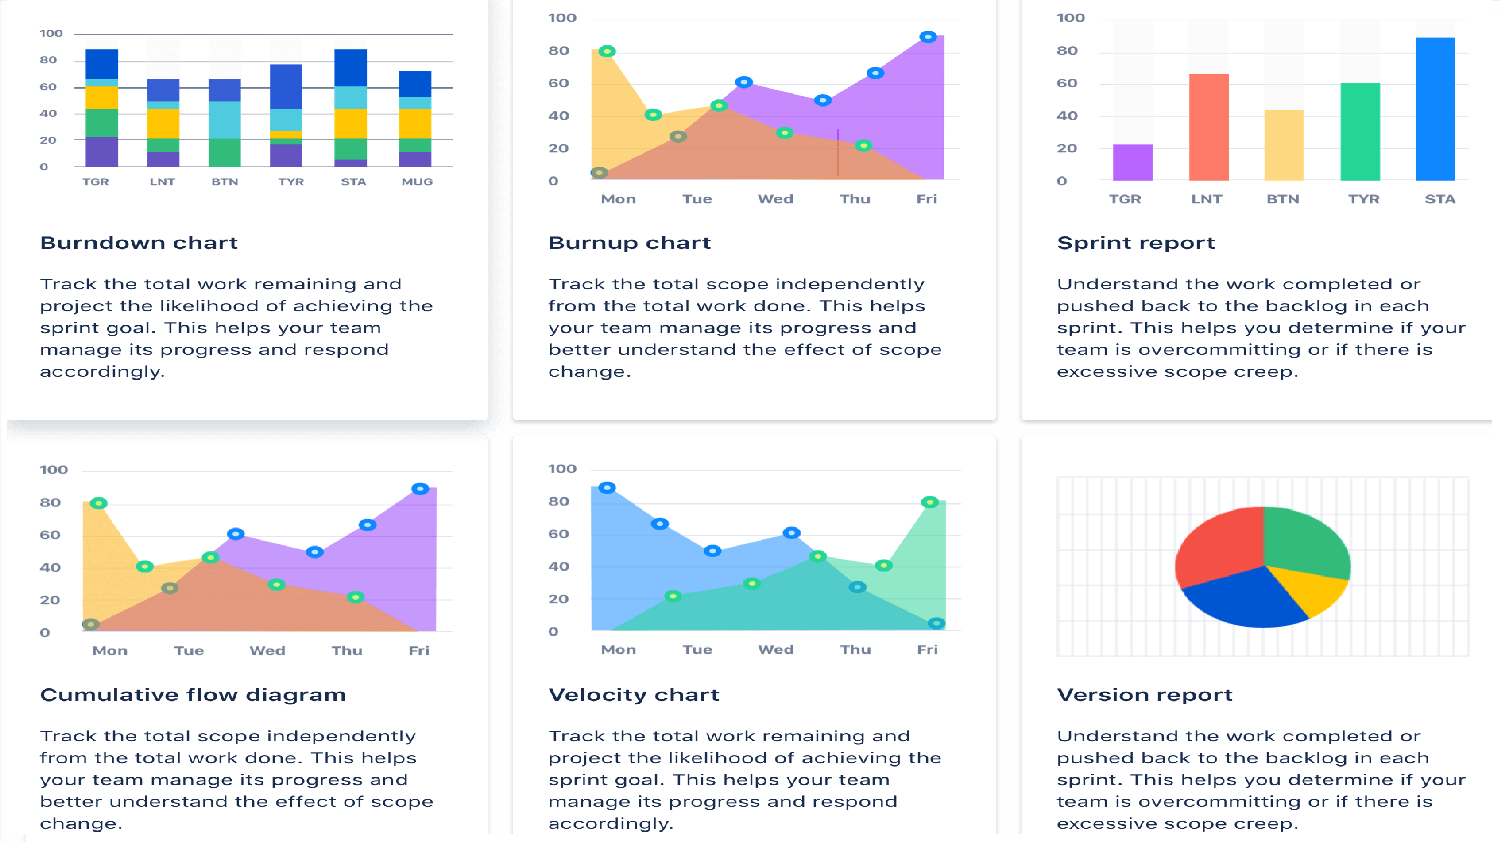 100
80
60
40
20
0
TGR LNT BTN TYR STA MUG
Burndown chart
Track the total work remaining and
project the likelihood of achieving the
sprint goal. This helps your team
manage its progress and respond
accordingly.
100
80
60
40
20
0
Mon Tue Wed Thu Fri
Burnup chart
Track the total scope independently
from the total work done. This helps
your team manage its progress and
better understand the effect of scope
change.
100
80
60
40
20
0
TGR LNT BTN TYR STA
Sprint report
Understand the work completed or
pushed back to the backlog in each
sprint. This helps you determine if your
team is overcommitting or if there is
excessive scope creep.
100
80
60
40
20
0
Mon Tue Wed Thu Fri
Cumulative flow diagram
Track the total scope independently
from the total work done. This helps
your team manage its progress and
better understand the effect of scope
change.
100
80
60
40
20
0
Mon Tue Wed Thu Fri
Velocity chart
Track the total work remaining and
project the likelihood of achieving the
sprint goal. This helps your team
manage its progress and respond
accordingly.
Version report
Understand the work completed or
pushed back to the backlog in each
sprint. This helps you determine if your
team is overcommitting or if there is
excessive scope creep.